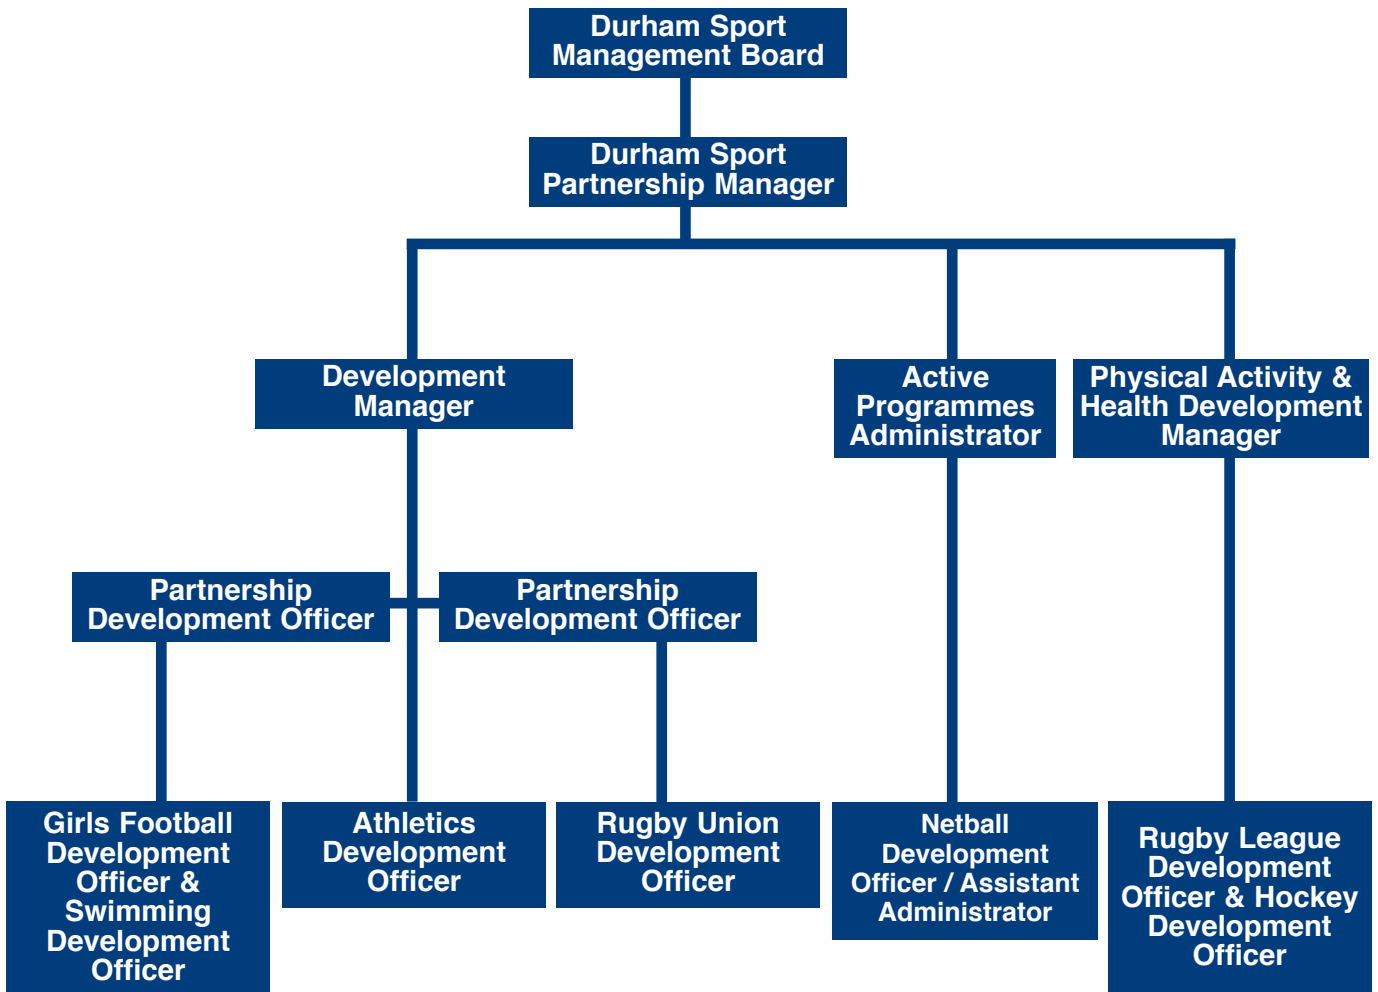 Durham Sport
Management Board
Durham Sport
Partnership Manager
Development
Manager
Active
Programmes
Administrator
Physical Activity &
Health Development
Manager
Partnership
Development Officer
Partnership
Development Officer
Girls Football
Development
Officer &
Swimming
Development
Officer
Athletics
Development
Officer
Rugby Union
Development
Officer
Netball
Development
Officer / Assistant
Administrator
Rugby League
Development
Officer & Hockey
Development
Officer